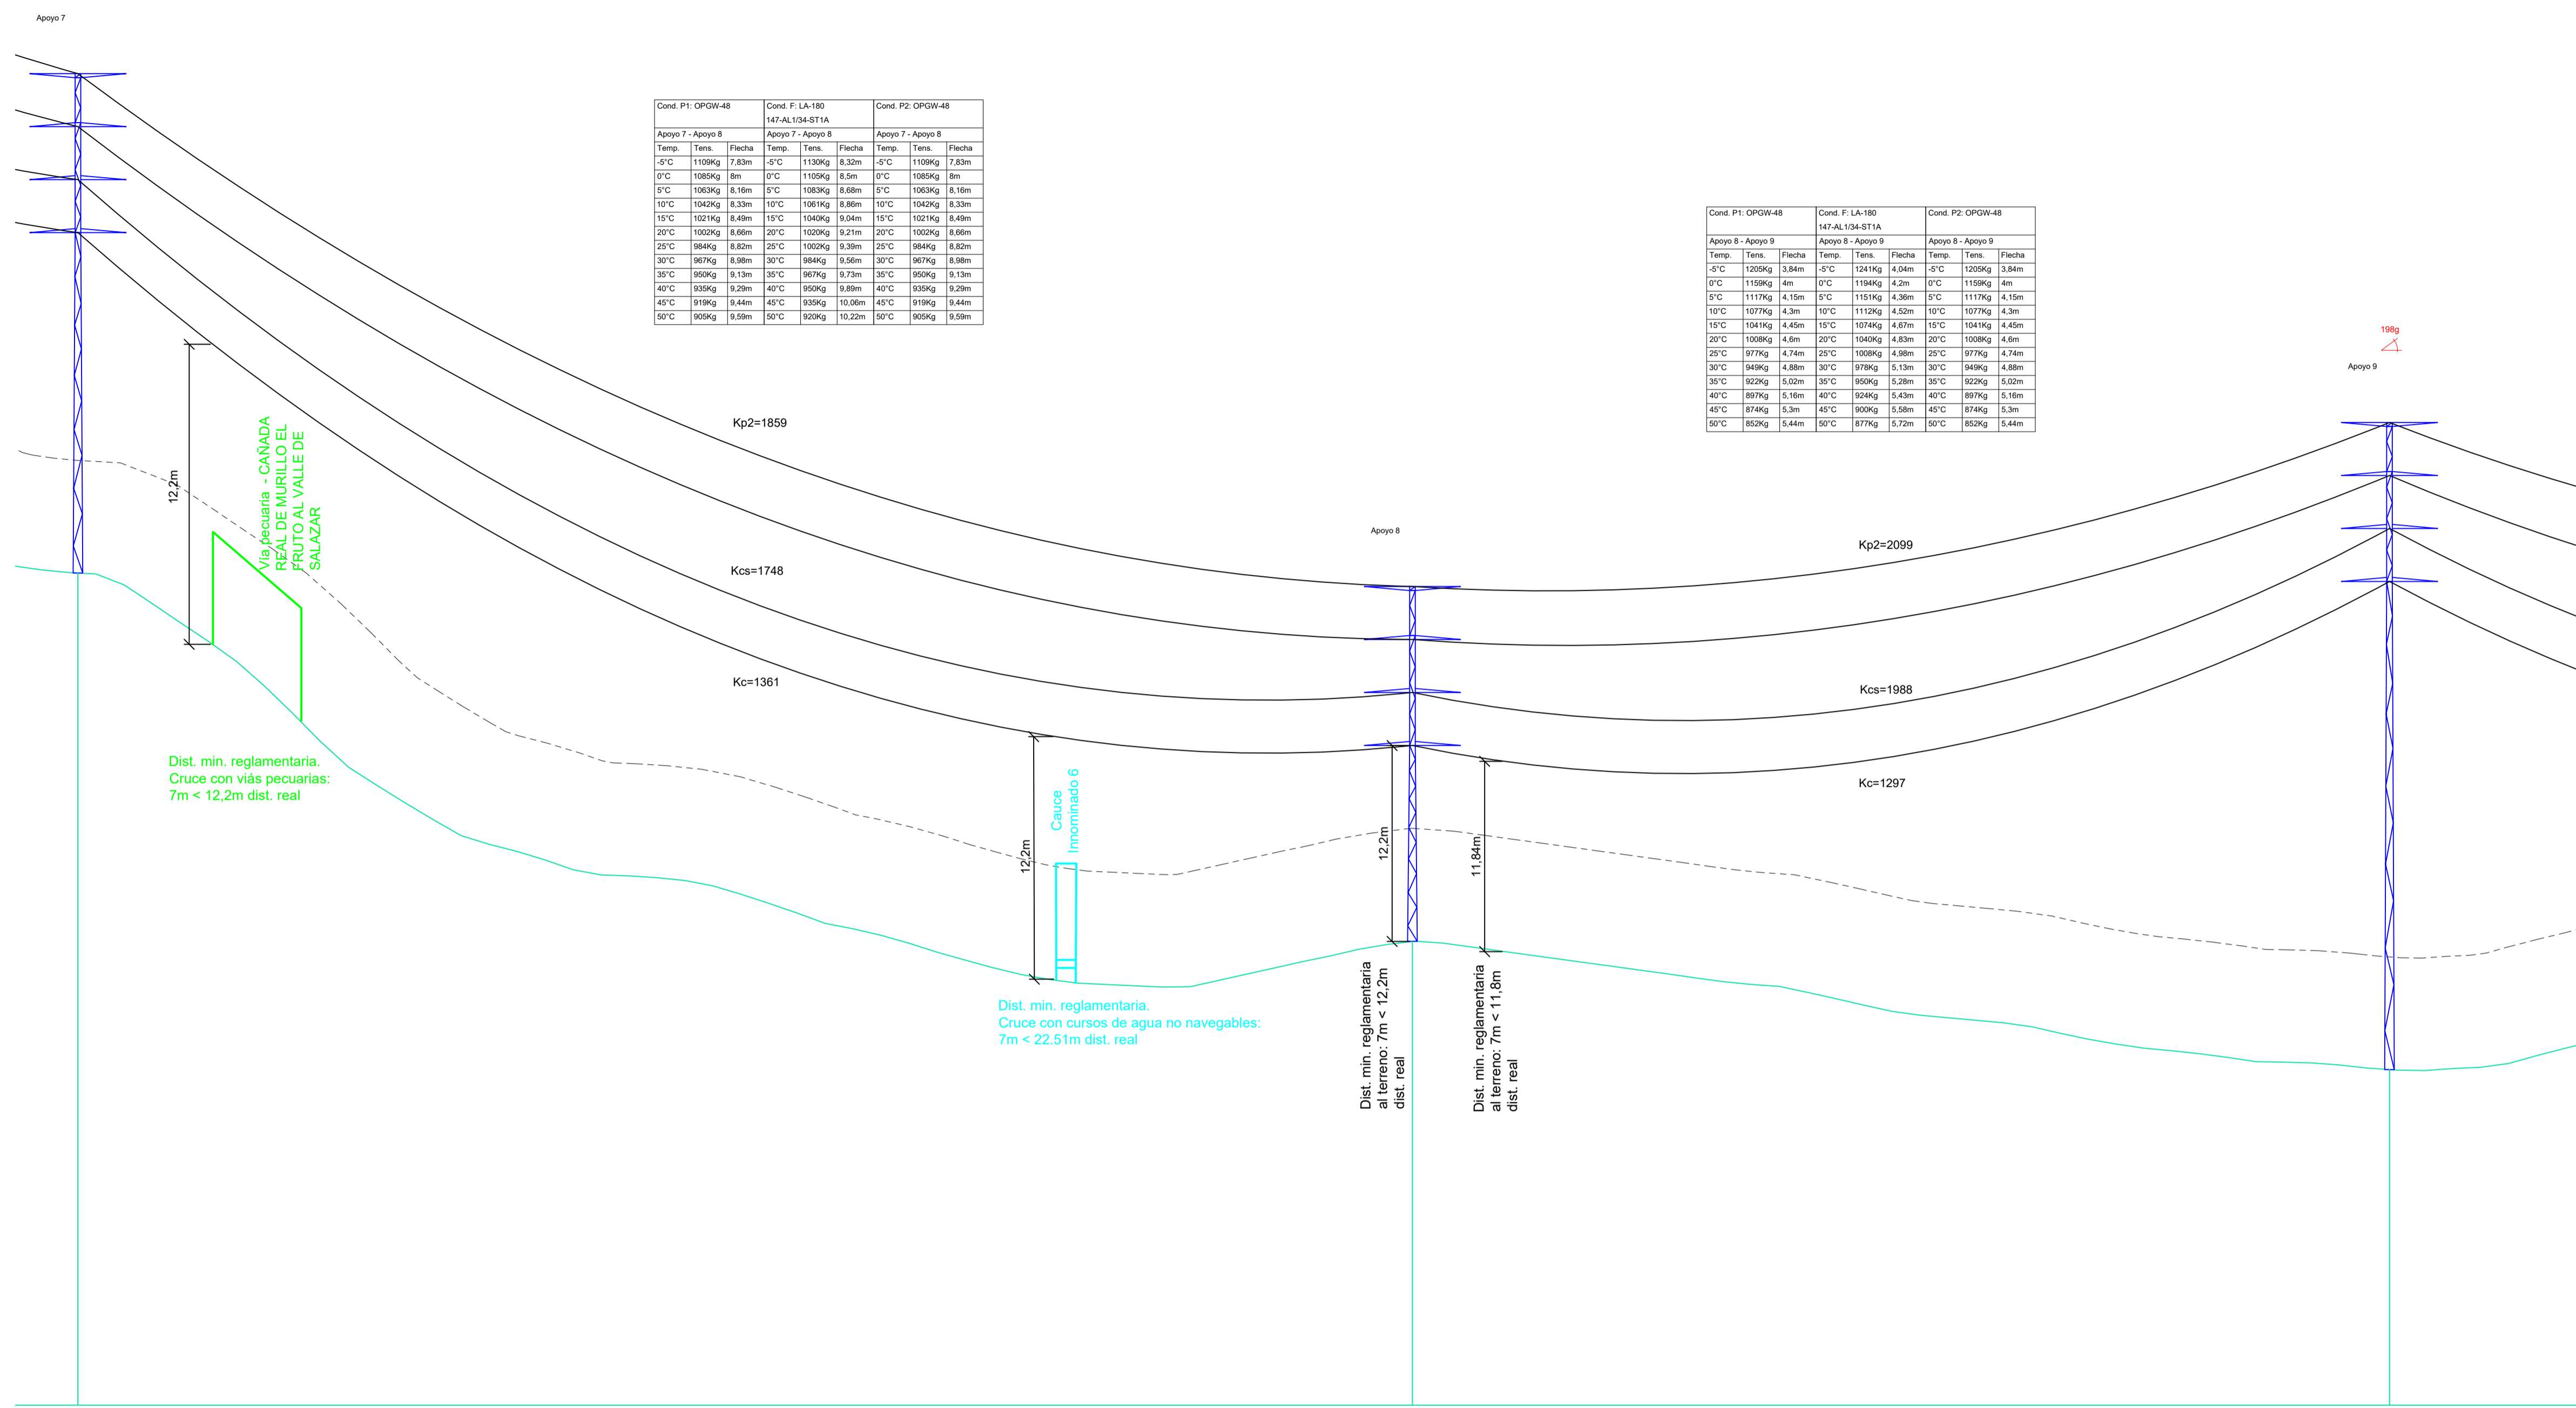 Apoyo 7
Cond. P1: OPGW-48 Cond. F: LA-180 Cond. P2: OPGW-48
147-AL1/34-ST1A
Apoyo 7 - Apoyo 8 Apoyo 7 - Apoyo 8 Apoyo 7 - Apoyo 8
Temp. Tens. Flecha Temp. Tens. Flecha Temp. Tens. Flecha
-5°C 1109Kg 7,83m -5°C 1130Kg 8,32m -5°C 1109Kg 7,83m
0°C 1085Kg 8m 0°C 1105Kg 8,5m 0°C 1085Kg 8m
5°C 1063Kg 8,16m 5°C 1083Kg 8,68m 5°C 1063Kg 8,16m
10°C 1042Kg 8,33m 10°C 1061Kg 8,86m 10°C 1042Kg 8,33m
15°C 1021Kg 8,49m 15°C 1040Kg 9,04m 15°C 1021Kg 8,49m
20°C 1002Kg 8,66m 20°C 1020Kg 9,21m 20°C 1002Kg 8,66m
25°C 984Kg 8,82m 25°C 1002Kg 9,39m 25°C 984Kg 8,82m
30°C 967Kg 8,98m 30°C 984Kg 9,56m 30°C 967Kg 8,98m
35°C 950Kg 9,13m 35°C 967Kg 9,73m 35°C 950Kg 9,13m
40°C 935Kg 9,29m 40°C 950Kg 9,89m 40°C 935Kg 9,29m
45°C 919Kg 9,44m 45°C 935Kg 10,06m 45°C 919Kg 9,44m
50°C 905Kg 9,59m 50°C 920Kg 10,22m 50°C 905Kg 9,59m
Cond. P1: OPGW-48 Cond. F: LA-180 Cond. P2: OPGW-48
147-AL1/34-ST1A
Apoyo 8 - Apoyo 9 Apoyo 8 - Apoyo 9 Apoyo 8 - Apoyo 9
Temp. Tens. Flecha Temp. Tens. Flecha Temp. Tens. Flecha
-5°C 1205Kg 3,84m -5°C 1241Kg 4,04m -5°C 1205Kg 3,84m
0°C 1159Kg 4m 0°C 1194Kg 4,2m 0°C 1159Kg 4m
5°C 1117Kg 4,15m 5°C 1151Kg 4,36m 5°C 1117Kg 4,15m
10°C 1077Kg 4,3m 10°C 1112Kg 4,52m 10°C 1077Kg 4,3m
15°C 1041Kg 4,45m 15°C 1074Kg 4,67m 15°C 1041Kg 4,45m
20°C 1008Kg 4,6m 20°C 1040Kg 4,83m 20°C 1008Kg 4,6m
25°C 977Kg 4,74m 25°C 1008Kg 4,98m 25°C 977Kg 4,74m
30°C 949Kg 4,88m 30°C 978Kg 5,13m 30°C 949Kg 4,88m
35°C 922Kg 5,02m 35°C 950Kg 5,28m 35°C 922Kg 5,02m
40°C 897Kg 5,16m 40°C 924Kg 5,43m 40°C 897Kg 5,16m
45°C 874Kg 5,3m 45°C 900Kg 5,58m 45°C 874Kg 5,3m
50°C 852Kg 5,44m 50°C 877Kg 5,72m 50°C 852Kg 5,44m
198g
Apoyo 9
Kp2=1859
12,2m
Vía pecuaria - CAÑADA
REAL DE MURILLO EL
FRUTO AL VALLE DE
SALAZAR
Apoyo 8
Kp2=2099
Kcs=1748
Kc=1361
Kcs=1988
Kc=1297
Dist. min. reglamentaria.
Cruce con viás pecuarias:
7m < 12,2m dist. real
Cauce
Innominado 6
12,2m
12,2m
11,84m
Dist. min. reglamentaria.
Cruce con cursos de agua no navegables:
7m < 22.51m dist. real
Dist. min. reglamentaria
al terreno: 7m < 12,2m
dist. real
Dist. min. reglamentaria
al terreno: 7m < 11,8m
dist. real